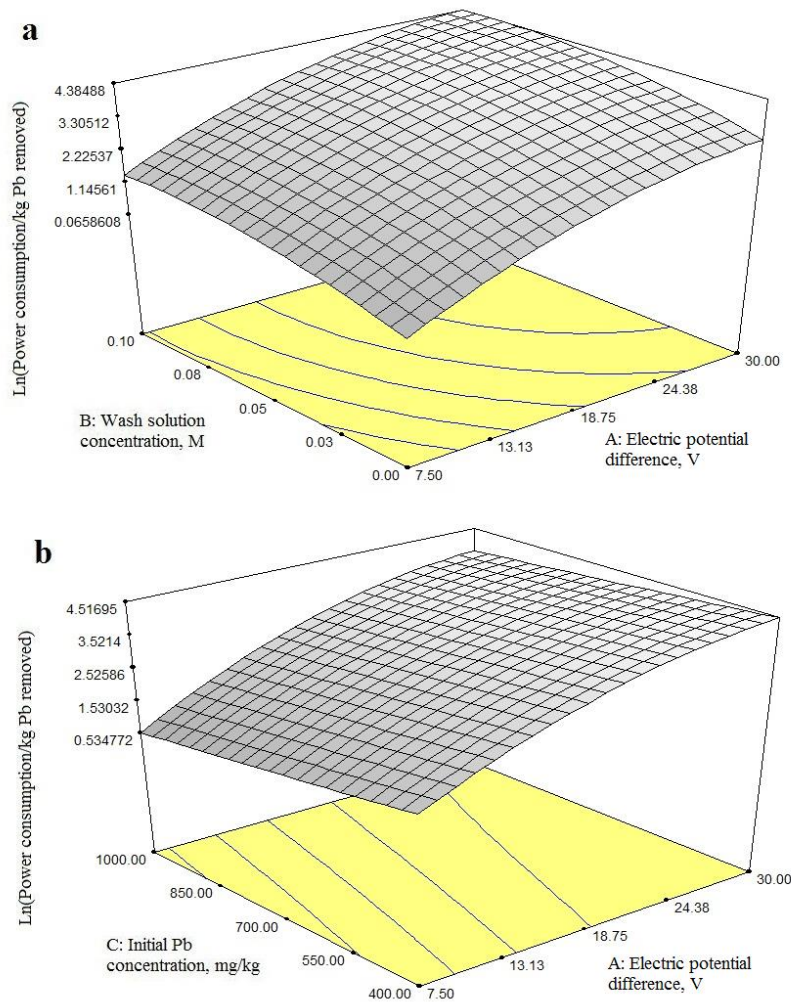 a
Ln(Power consumption/kg Pb removed)
4.38488
3.30512
2.22537
1.14561
0.0658608
0.10
0.08
0.05
0.03
0.00
B: Wash solution
concentration, M
7.50
13.13
18.75
24.38
30.00
A: Electric potential
difference, V
b
Ln(Power consumption/kg Pb removed)
4.51695
3.5214
2.52586
1.53032
0.534772
1000.00
850.00
700.00
550.00
400.00
C: Initial Pb
concentration, mg/kg
7.50
13.13
18.75
24.38
30.00
A: Electric potential
difference, V